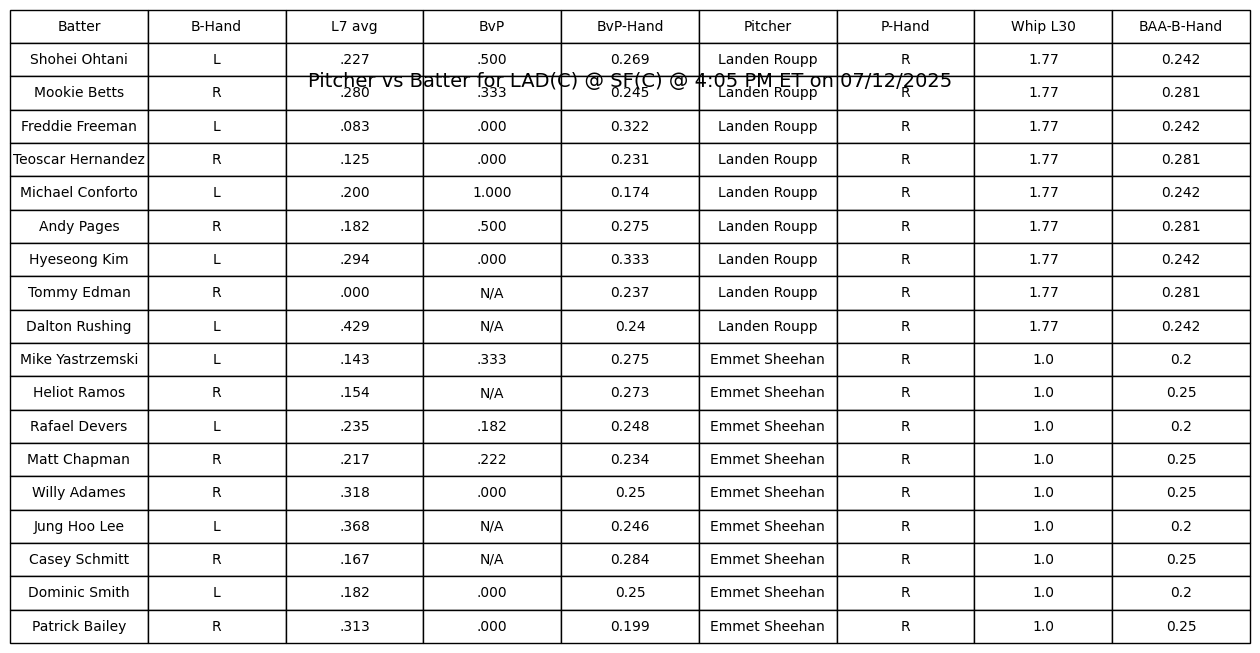 Batter B-Hand L7 avg BvP BvP-Hand Pitcher P-Hand Whip L30 BAA-B-Hand
Shohei Ohtani L .227 .500 0.269 Landen Roupp R 1.77 0.242
Pitcher vs Batter for LAD(C) @ SF(C) @ 4:05 PM ET on 07/12/2025
Mookie Betts R .280 .333 0.245 Landen Roupp R 1.77 0.281
Freddie Freeman L .083 .000 0.322 Landen Roupp R 1.77 0.242
Teoscar Hernandez R .125 .000 0.231 Landen Roupp R 1.77 0.281
Michael Conforto L .200 1.000 0.174 Landen Roupp R 1.77 0.242
Andy Pages R .182 .500 0.275 Landen Roupp R 1.77 0.281
Hyeseong Kim L .294 .000 0.333 Landen Roupp R 1.77 0.242
Tommy Edman R .000 N/A 0.237 Landen Roupp R 1.77 0.281
Dalton Rushing L .429 N/A 0.24 Landen Roupp R 1.77 0.242
Mike Yastrzemski L .143 .333 0.275 Emmet Sheehan R 1.0 0.2
Heliot Ramos R .154 N/A 0.273 Emmet Sheehan R 1.0 0.25
Rafael Devers L .235 .182 0.248 Emmet Sheehan R 1.0 0.2
Matt Chapman R .217 .222 0.234 Emmet Sheehan R 1.0 0.25
Willy Adames R .318 .000 0.25 Emmet Sheehan R 1.0 0.25
Jung Hoo Lee L .368 N/A 0.246 Emmet Sheehan R 1.0 0.2
Casey Schmitt R .167 N/A 0.284 Emmet Sheehan R 1.0 0.25
Dominic Smith L .182 .000 0.25 Emmet Sheehan R 1.0 0.2
Patrick Bailey R .313 .000 0.199 Emmet Sheehan R 1.0 0.25